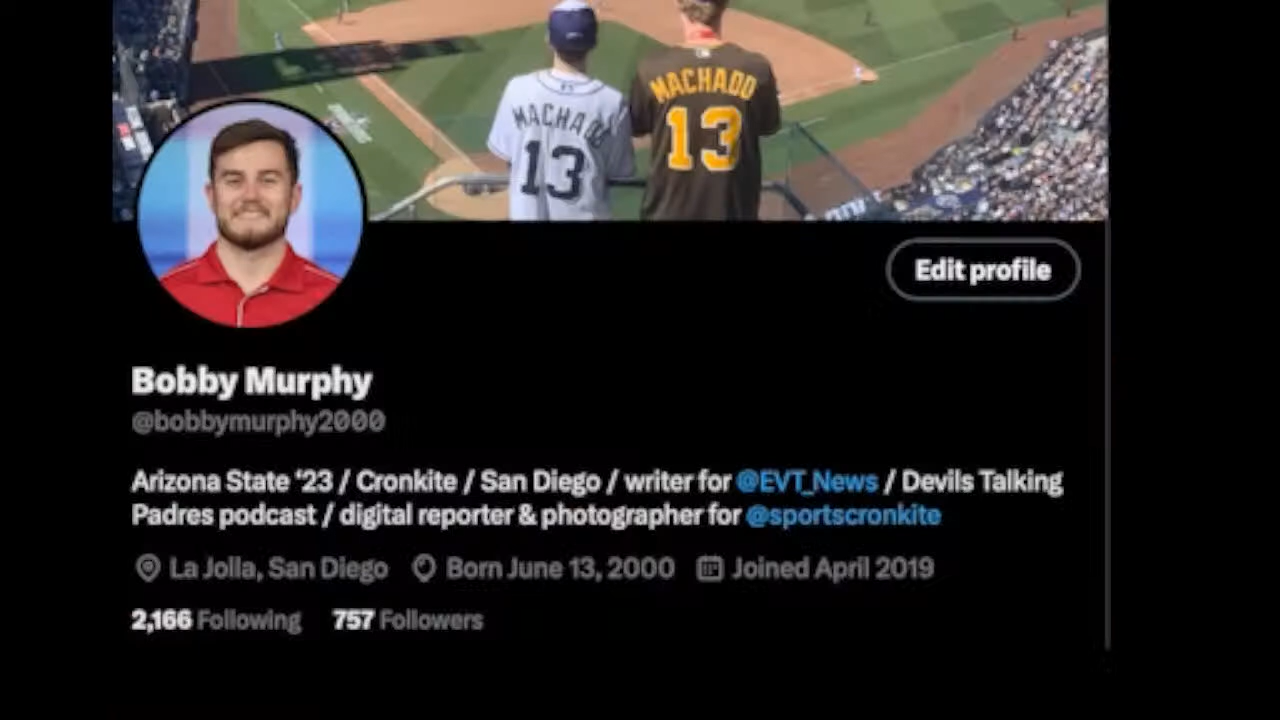 MACHADO
13
MACHADO
13
Edit profile
Bobby Murphy
@bobbymurphy2000
Arizona State ‘23 / Cronkite / San Diego / writer for @EVT_News / Devils Talking
Padres podcast / digital reporter & photographer for @sportscronkite
La Jolla, San Diego Born June 13, 2000 Joined April 2019
2,166 Following 757 Followers